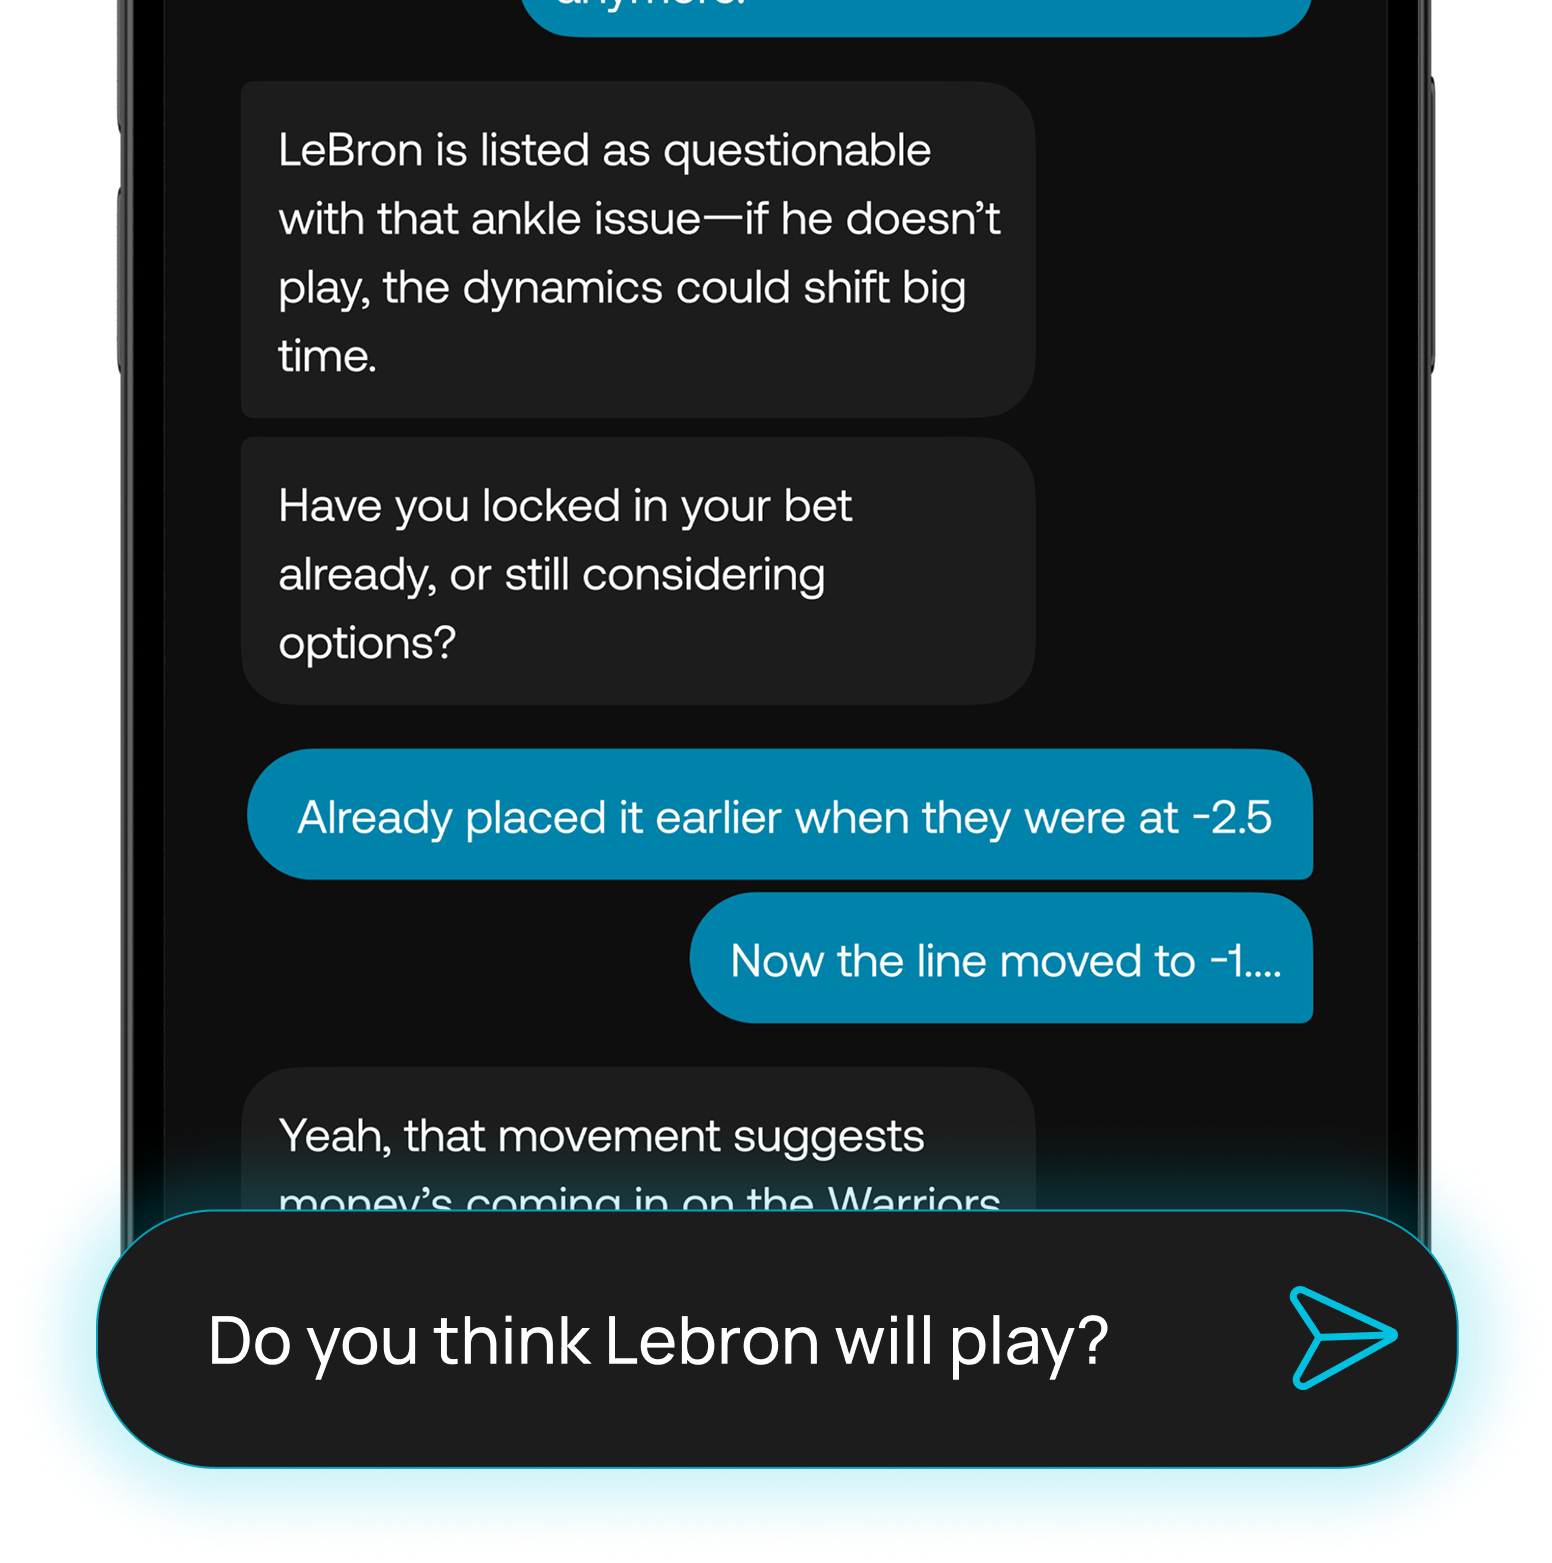 anymore.
LeBron is listed as questionable
with that ankle issue—if he doesn’t
play, the dynamics could shift big
time.
Have you locked in your bet
already, or still considering
options?
Already placed it earlier when they were at -2.5
Now the line moved to -1....
Yeah, that movement suggests
money’s coming in on the Warriors
Do you think Lebron will play?